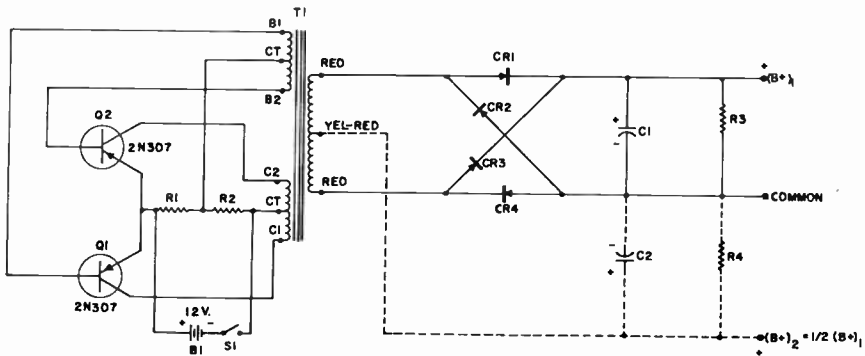 T1
B1
CT
B2
RED
CR1
+
(B+)1
Q2
2N307
CR2
+
-
C1
R3
YEL-RED
C2
CR3
R1
R2
CT
RED
CR4
COMMON
C1
Q1
-
+
C2
R4
2N307
12V.
+
-
B1
S1
(B+)2 = 1/2 (B+)1
+